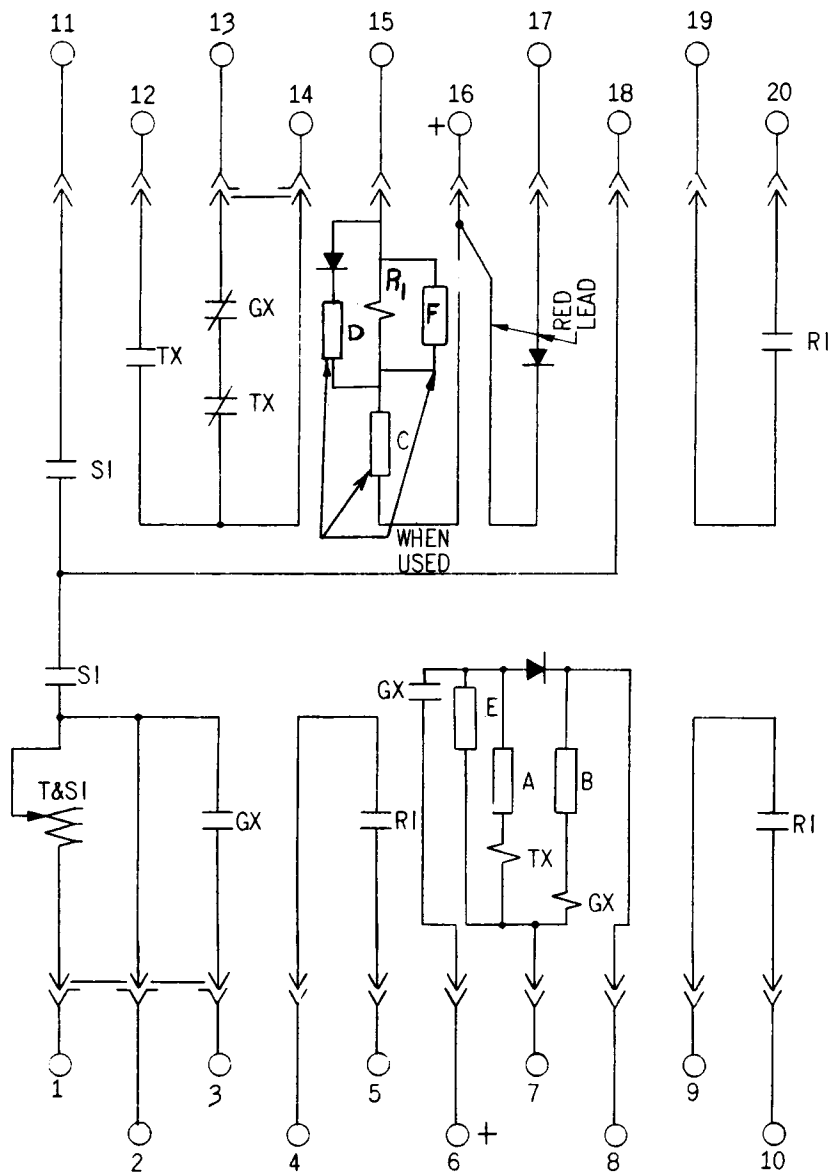 11
13
15
17
19
12
14
+ 16
18
20
GX
TX
TX
D
R1
F
RED
LEAD
R1
C
S1
WHEN
USED
S1
GX
E
A
B
T&S1
GX
R1
TX
GX
R1
1
3
5
7
9
2
4
6 +
8
10